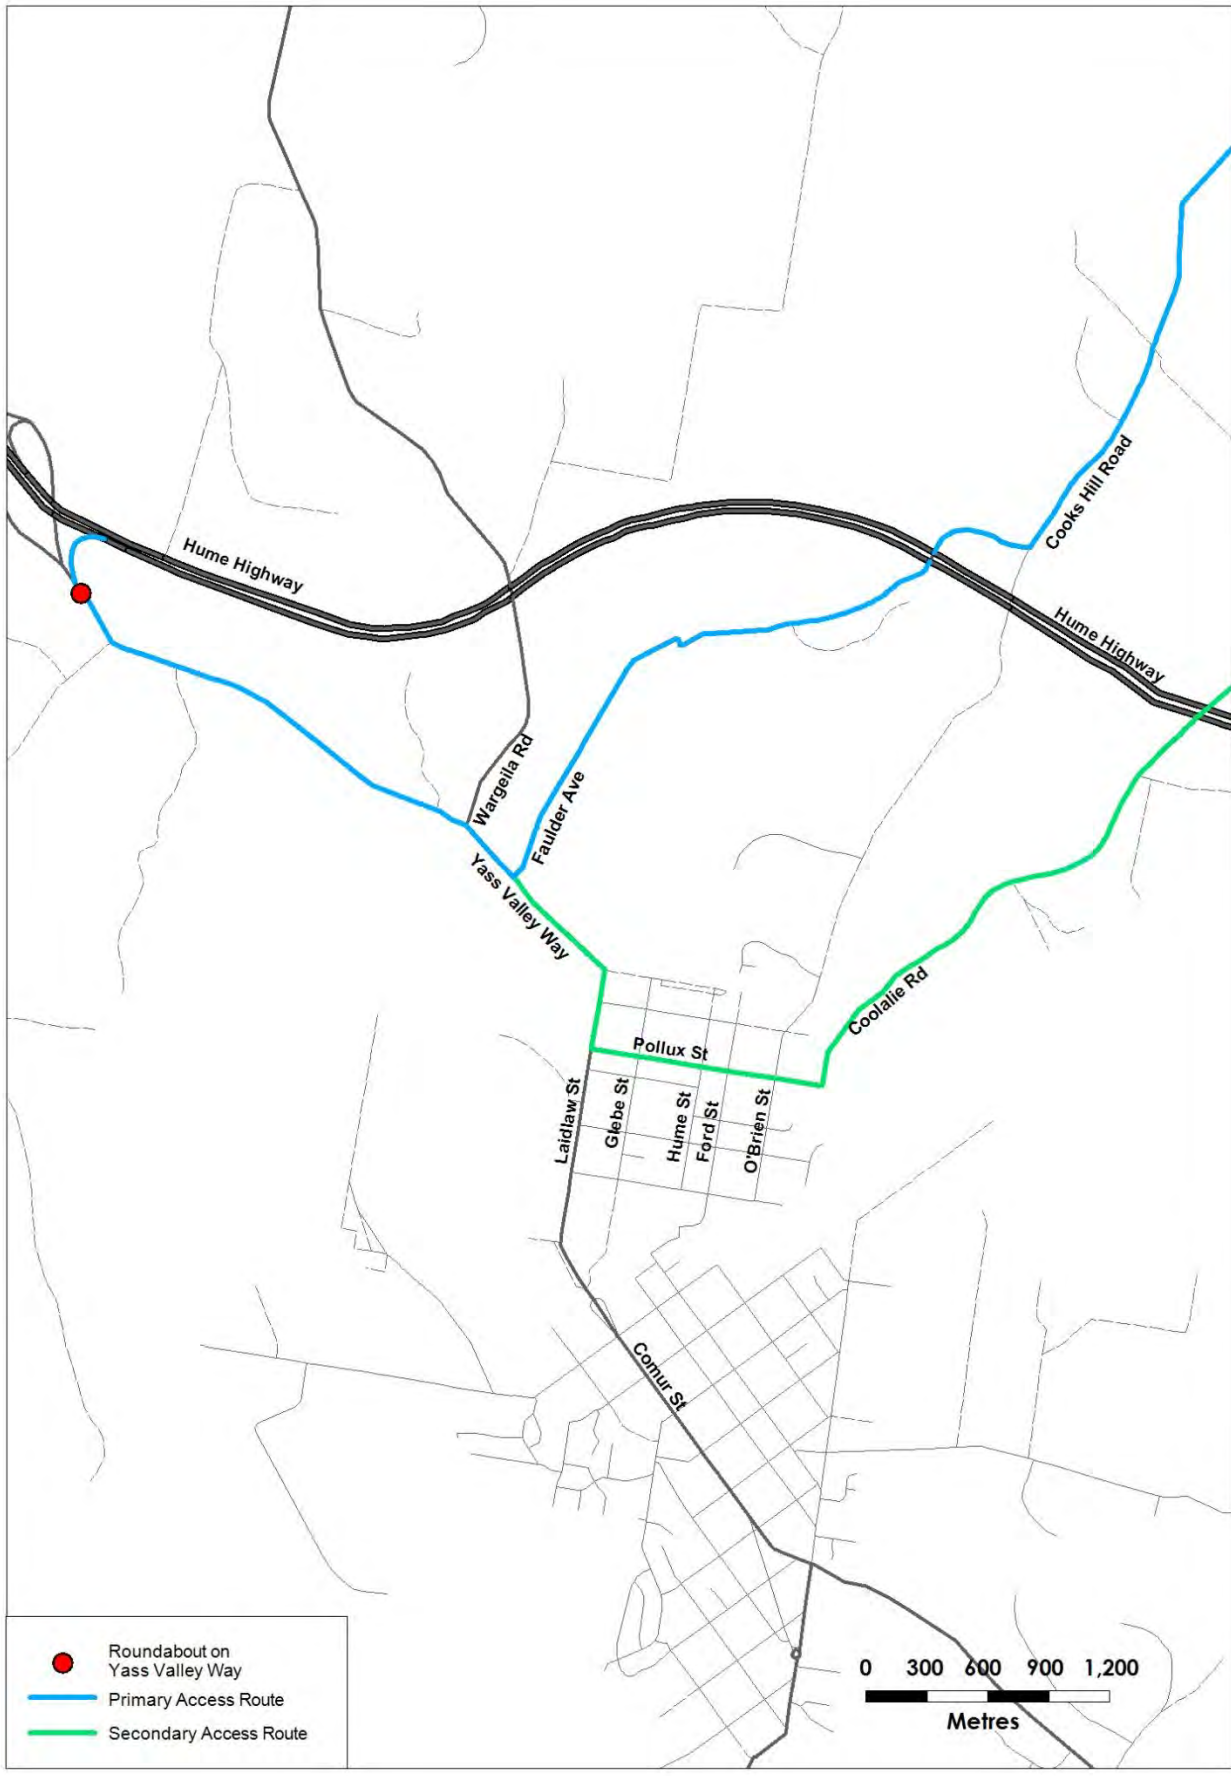 Cooks Hill Road
Hume Highway
Hume Highway
Wargeila Rd
Faulder Ave
Yass Valley Way
Coolalie Rd
Pollux St
Laidlaw St
Glebe St
Hume St
Ford St
O'Brien St
Comur St
Roundabout on
Yass Valley Way
Primary Access Route
Secondary Access Route
0 300 600 900 1,200
Metres